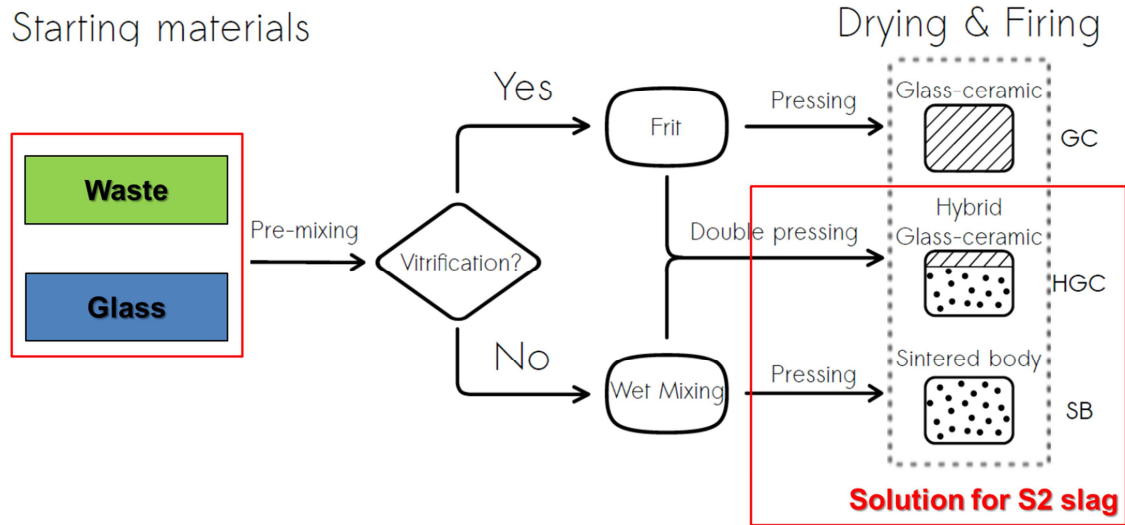 Starting materials
Drying & Firing
Waste
Glass
Pre-mixing
Vitrification?
Yes
No
Frit
Wet Mixing
Pressing
Double pressing
Pressing
Glass-ceramic
GC
Hybrid
Glass-ceramic
HGC
Sintered body
SB
Solution for S2 slag